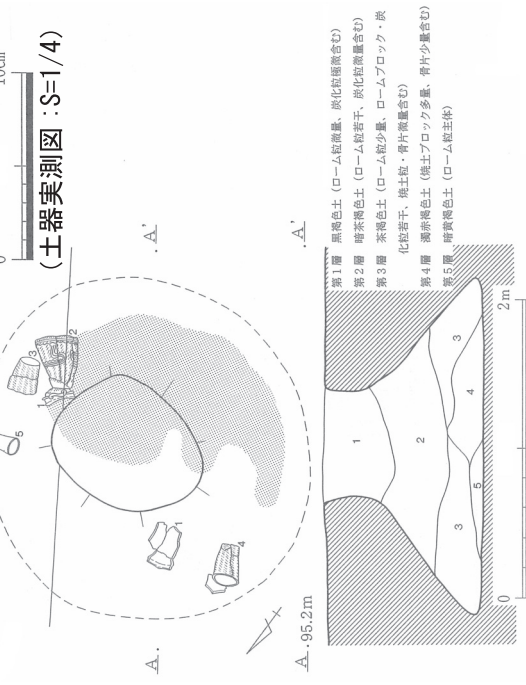 0 10cm
(土器実測図：S=1/4)
A. .A'
1
2
3
5
1
4
A .95.2m .A'
1
2
3
3
4
5
0 2m
第1層 黒褐色土（ローム粒微量、炭化粒極微含む）
第2層 暗茶褐色土（ローム粒若干、炭化粒微量含む）
第3層 茶褐色土（ローム粒少量、ロームブロック・炭
化粒若干、焼土粒・骨片微量含む）
第4層 濁赤褐色土（焼土ブロック多量、骨片少量含む）
第5層 暗黄褐色土（ローム粒主体）